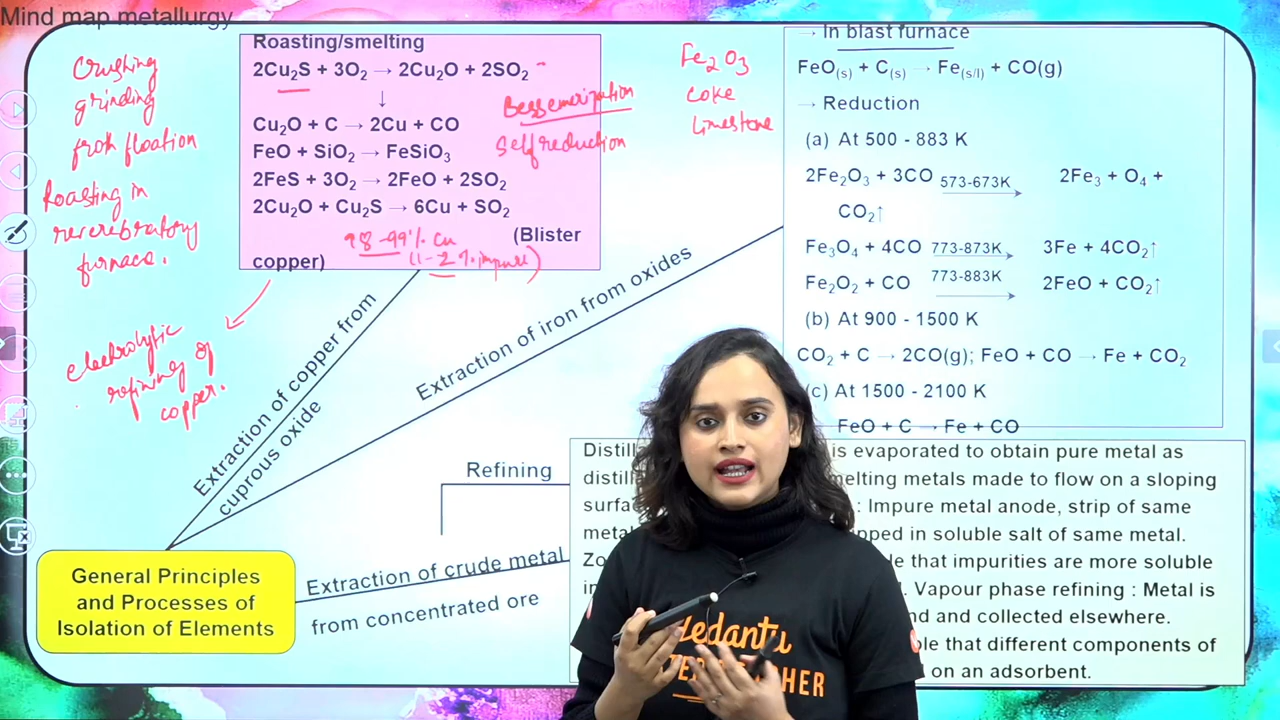 Mind map metallurgy
Crushing
grinding
froth floation
Roasting in
reverebratory
furnace.
electrolytic
refining of
copper.
Roasting/smelting
2Cu₂S + 3O₂ → 2Cu₂O + 2SO₂
↓
Cu₂O + C → 2Cu + CO
FeO + SiO₂ → FeSiO₃
2FeS + 3O₂ → 2FeO + 2SO₂
2Cu₂O + Cu₂S → 6Cu + SO₂
(Blister
copper)
Bessemerization
Self reduction
98-99% Cu
(1-2% impure)
Fe₂O₃
Coke
Limestone
→ In blast furnace
FeO(s) + C(s) → Fe(s/l) + CO(g)
→ Reduction
(a) At 500 - 883 K
2Fe₂O₃ + 3CO 573-673K → 2Fe₃ + O₄ +
CO₂↑
Fe₃O₄ + 4CO 773-873K → 3Fe + 4CO₂↑
Fe₂O₂ + CO 773-883K → 2FeO + CO₂↑
(b) At 900 - 1500 K
CO₂ + C → 2CO(g); FeO + CO → Fe + CO₂
(c) At 1500 - 2100 K
FeO + C → Fe + CO
Extraction of copper from
cuprous oxide
Extraction of iron from oxides
Refining
Extraction of crude metal
from concentrated ore
General Principles
and Processes of
Isolation of Elements
is evaporated to obtain pure metal as
melting metals made to flow on a sloping
: Impure metal anode, strip of same
in soluble salt of same metal.
that impurities are more soluble
. Vapour phase refining : Metal is
and collected elsewhere.
that different components of
on an adsorbent.
Vedantu